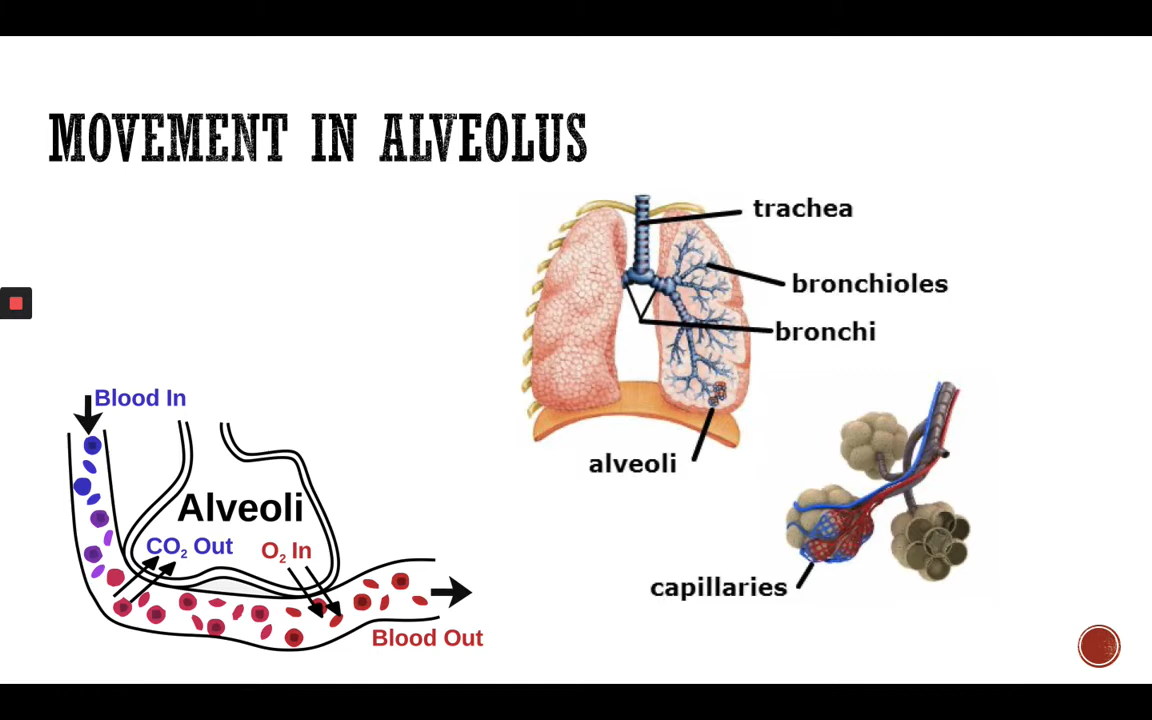 MOVEMENT IN ALVEOLUS
trachea
bronchioles
bronchi
alveoli
capillaries
Blood In
Alveoli
CO₂ Out
O₂ In
Blood Out